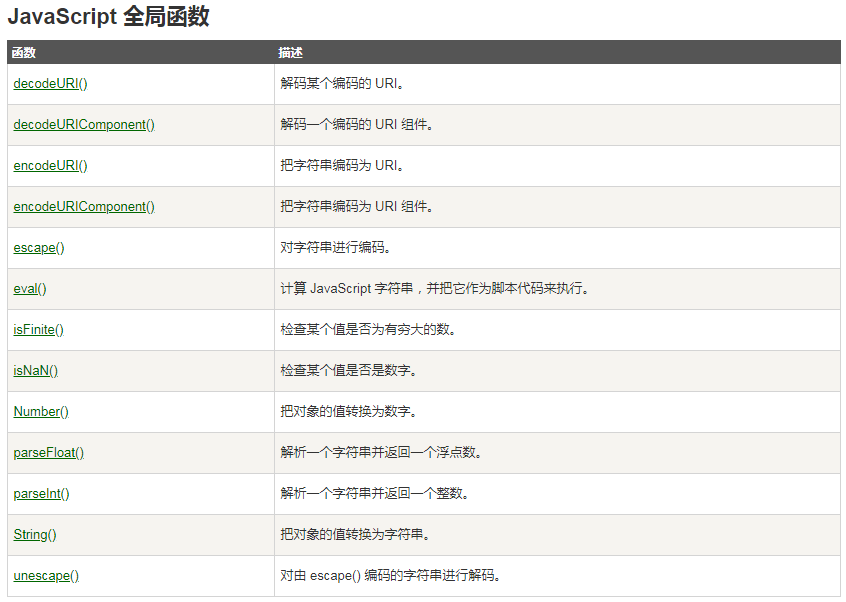 JavaScript 全局函数
函数 描述
decodeURI() 解码某个编码的 URI。
decodeURIComponent() 解码一个编码的 URI 组件。
encodeURI() 把字符串编码为 URI。
encodeURIComponent() 把字符串编码为 URI 组件。
escape() 对字符串进行编码。
eval() 计算 JavaScript 字符串，并把它作为脚本代码来执行。
isFinite() 检查某个值是否为有穷大的数。
isNaN() 检查某个值是否是数字。
Number() 把对象的值转换为数字。
parseFloat() 解析一个字符串并返回一个浮点数。
parseInt() 解析一个字符串并返回一个整数。
String() 把对象的值转换为字符串。
unescape() 对由 escape() 编码的字符串进行解码。